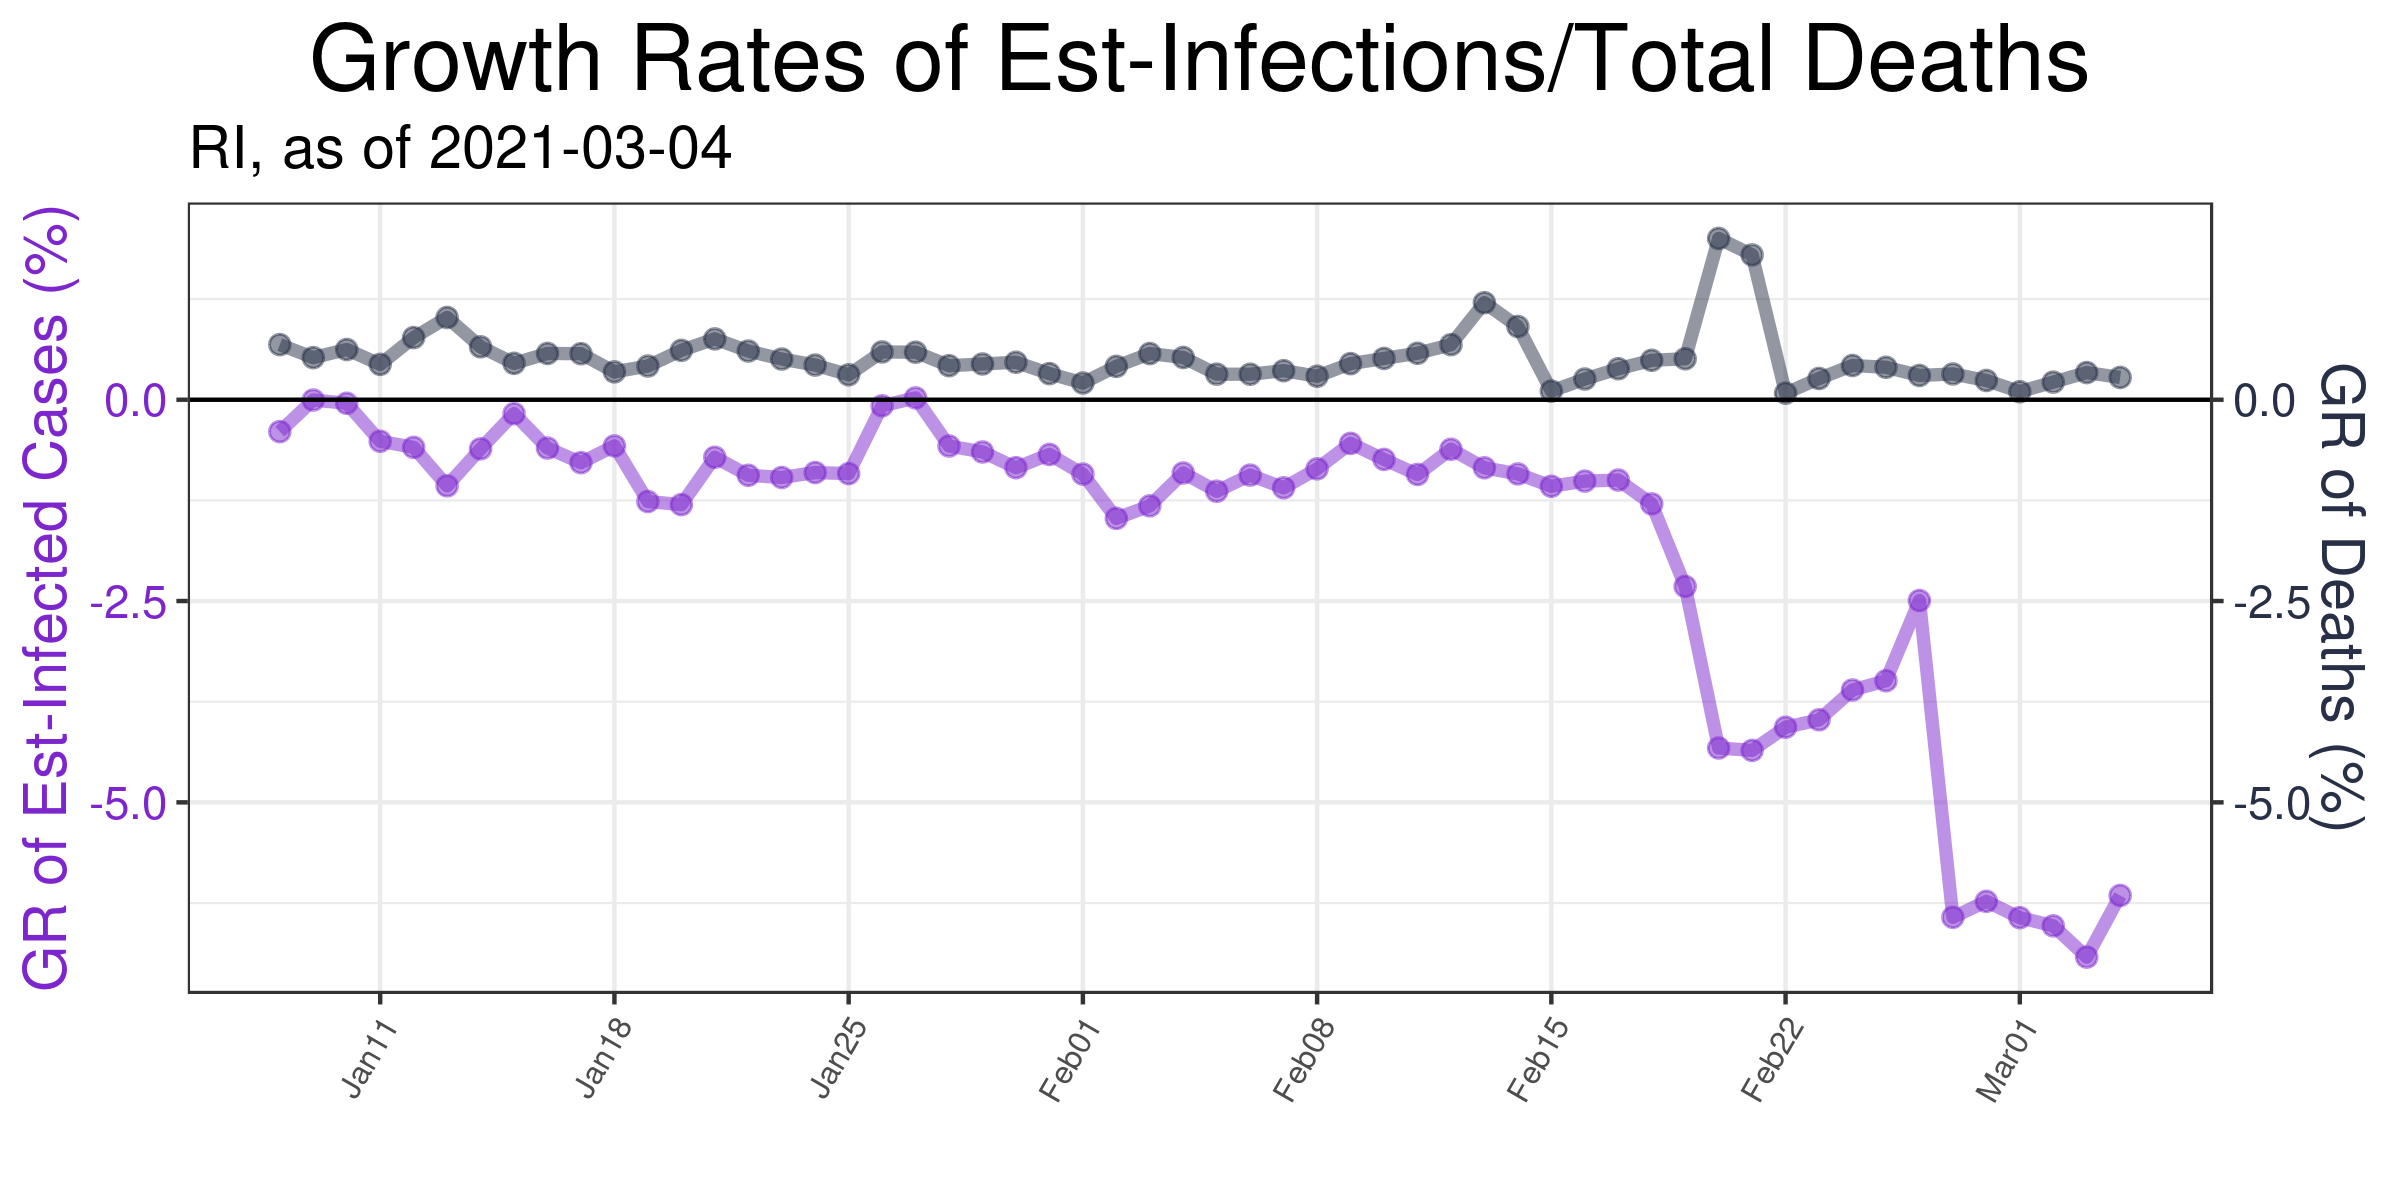 Growth Rates of Est-Infections/Total Deaths
RI, as of 2021-03-04
GR of Est-Infected Cases (%)
0.0
-2.5
-5.0
0.0
-2.5
-5.0
GR of Deaths (%)
Jan11
Jan18
Jan25
Feb01
Feb08
Feb15
Feb22
Mar01